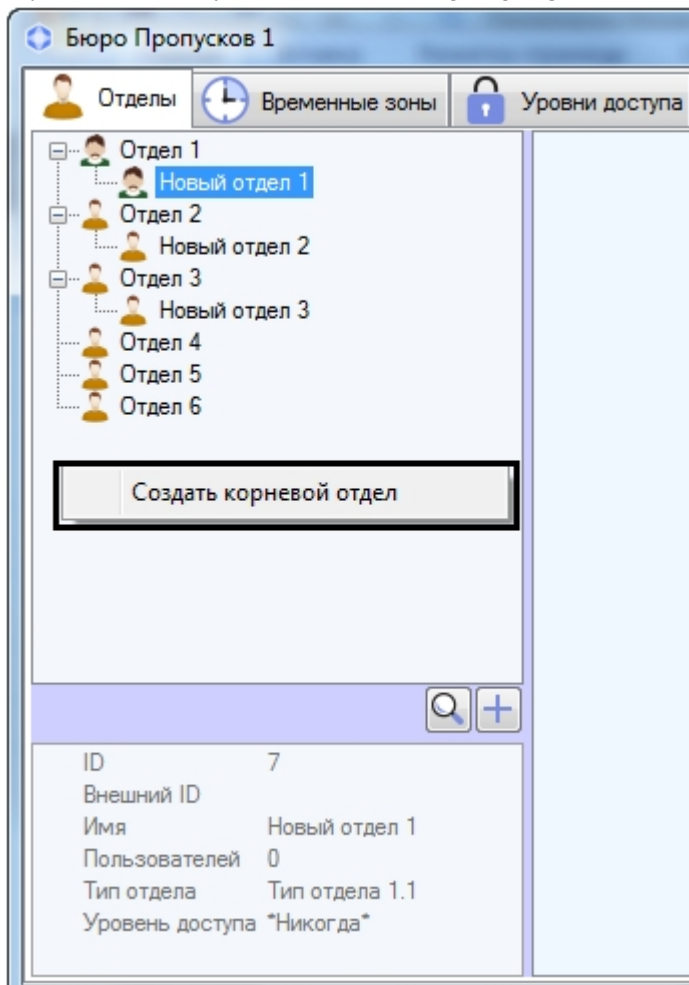 Бюро Пропусков 1
Отделы Временные зоны Уровни доступа
Отдел 1
Новый отдел 1
Отдел 2
Новый отдел 2
Отдел 3
Новый отдел 3
Отдел 4
Отдел 5
Отдел 6
Создать корневой отдел
ID 7
Внешний ID
Имя Новый отдел 1
Пользователей 0
Тип отдела Тип отдела 1.1
Уровень доступа *Никогда*